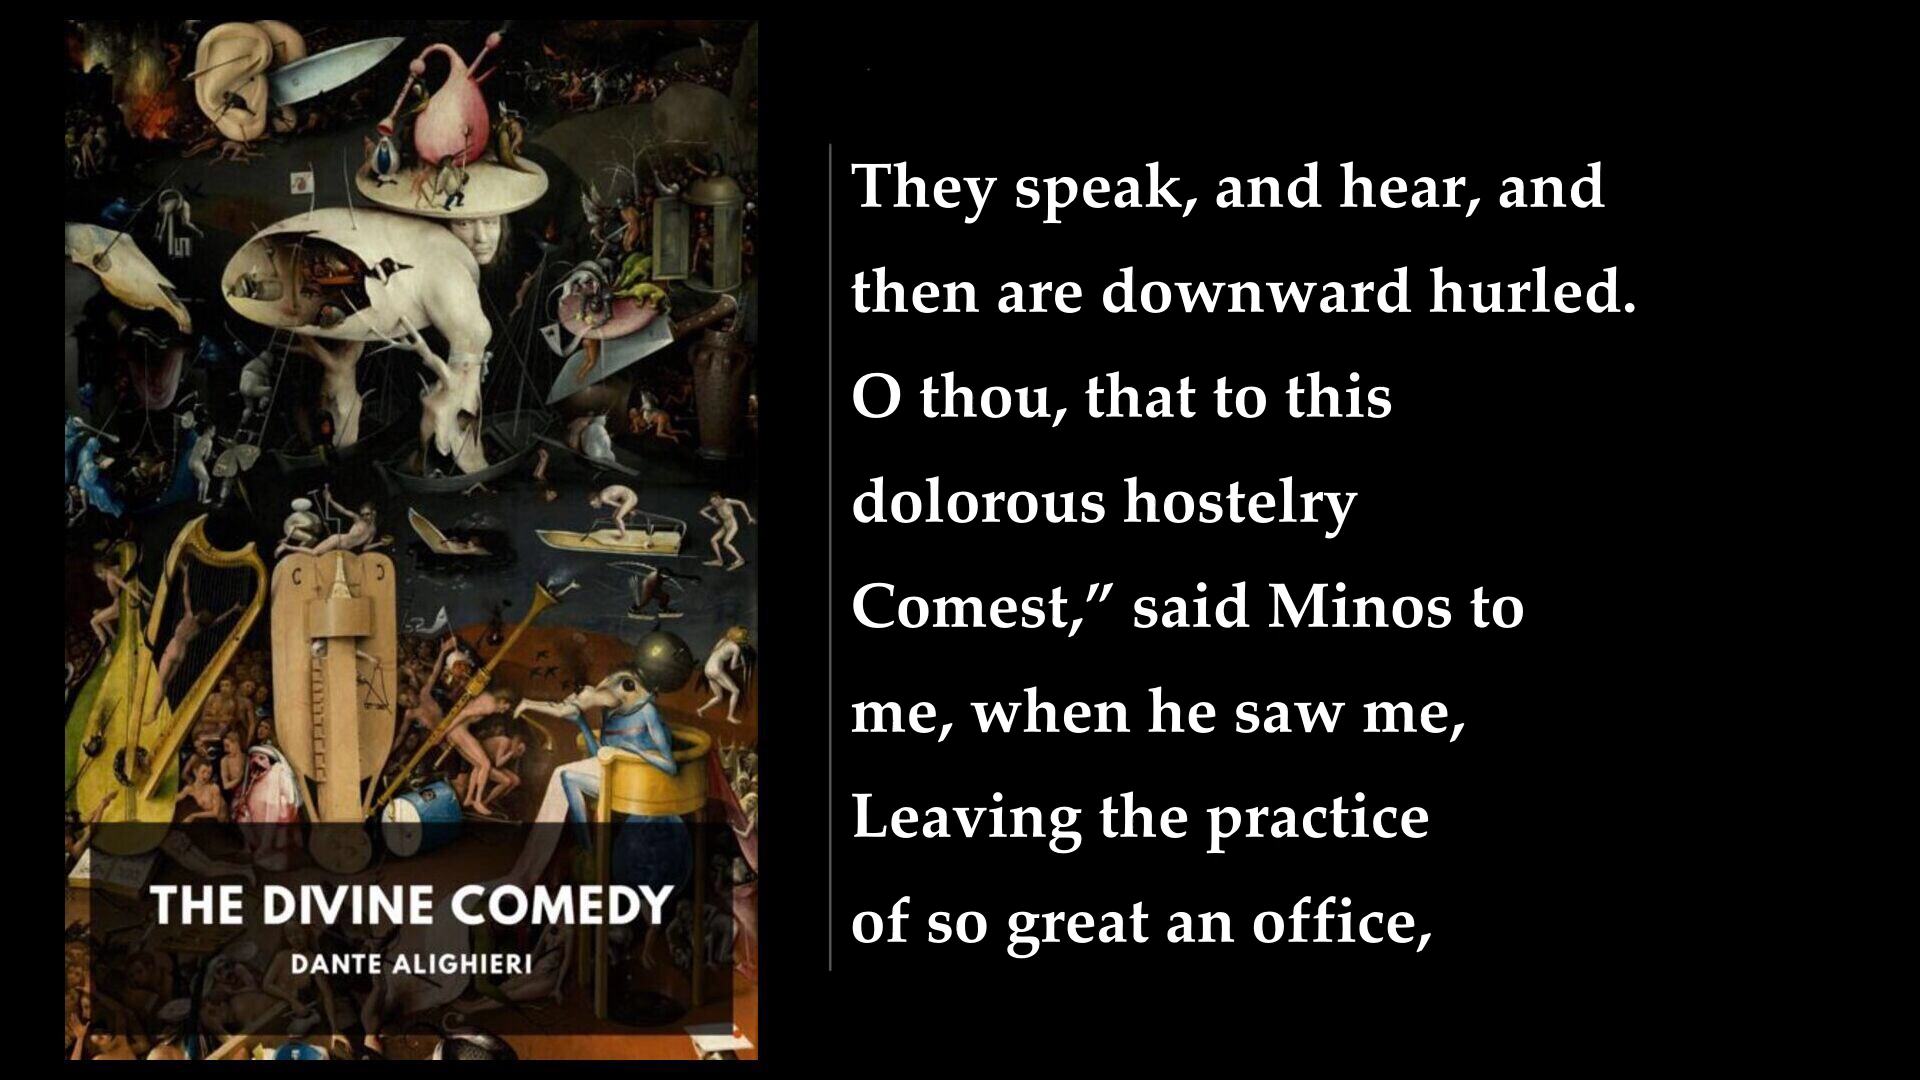 THE DIVINE COMEDY
DANTE ALIGHIERI
They speak, and hear, and
then are downward hurled.
O thou, that to this
dolorous hostelry
Comest,” said Minos to
me, when he saw me,
Leaving the practice
of so great an office,